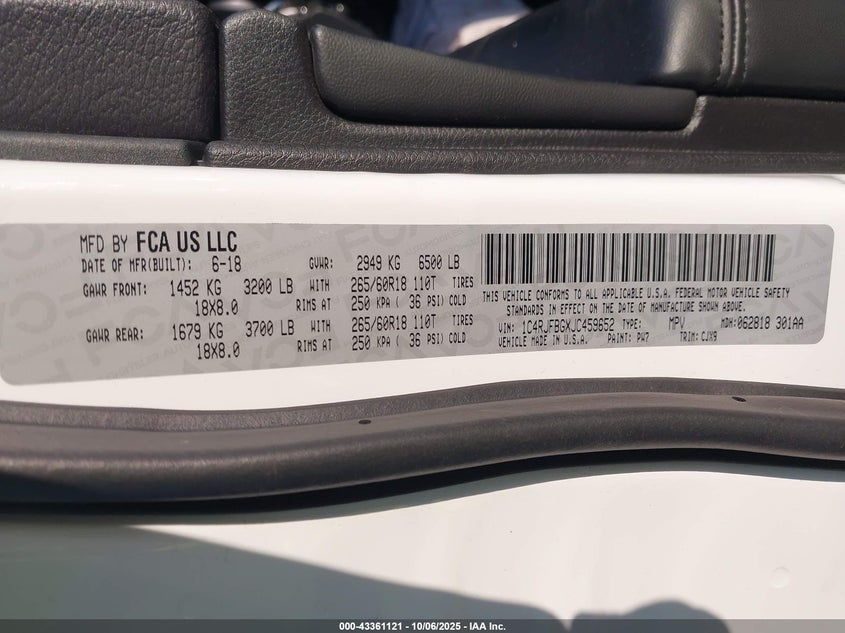 MFD BY FCA US LLC
DATE OF MFR(BUILT): 6-18 GVWR: 2949 KG 6500 LB
GAWR FRONT: 1452 KG 3200 LB WITH 265/60R18 110T TIRES
18X8.0 RIMS AT 250 KPA ( 36 PSI) COLD
GAWR REAR: 1679 KG 3700 LB WITH 265/60R18 110T TIRES
18X8.0 RIMS AT 250 KPA ( 36 PSI) COLD
THIS VEHICLE CONFORMS TO ALL APPLICABLE U.S.A. FEDERAL MOTOR VEHICLE SAFETY
STANDARDS IN EFFECT ON THE DATE OF MANUFACTURE SHOWN ABOVE
VIN: 1C4RJFBGXJC459652 TYPE: MPV MDH: 062818 301AA
MADE IN U.S.A. PAINT: PW7 TRIM: CJX9
000-43361121 - 10/06/2025 - IAA Inc.